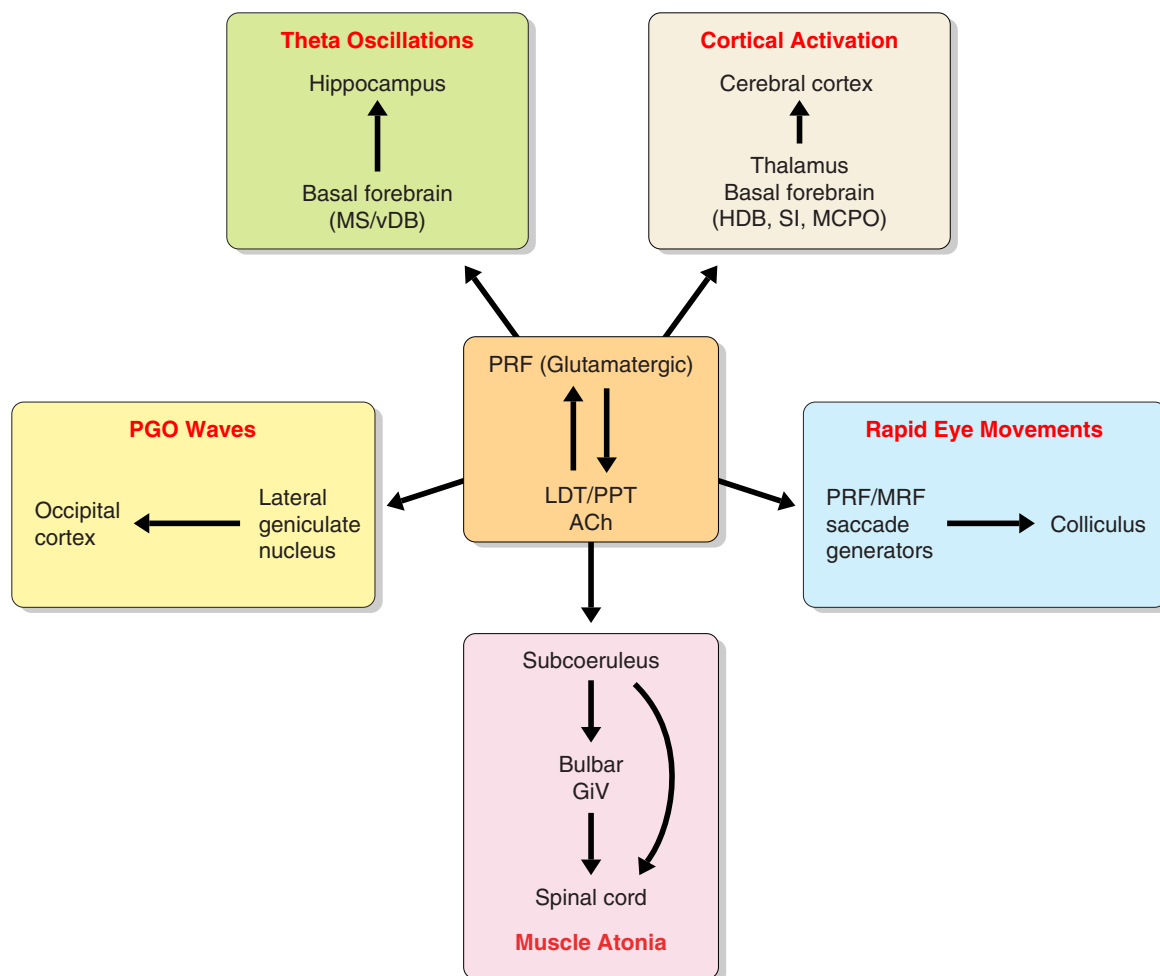 Theta Oscillations
Hippocampus
Basal forebrain
(MS/vDB)
Cortical Activation
Cerebral cortex
Thalamus
Basal forebrain
(HDB, SI, MCPO)
PRF (Glutamatergic)
LDT/PPT
ACh
PGO Waves
Occipital
cortex
Lateral
geniculate
nucleus
Rapid Eye Movements
PRF/MRF
saccade
generators
Colliculus
Subcoeruleus
Bulbar
GiV
Spinal cord
Muscle Atonia